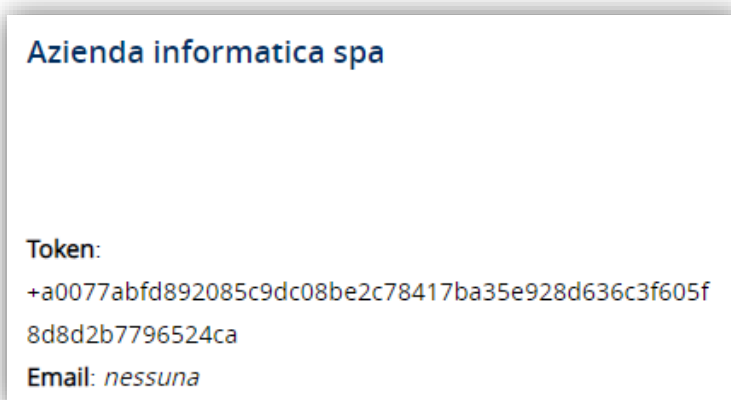 Azienda informatica spa
Token:
+a0077abfd892085c9dc08be2c78417ba35e928d636c3f605f
8d8d2b7796524ca
Email: nessuna